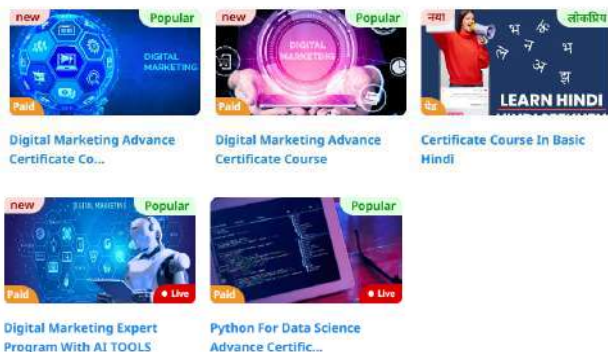 new
Popular
DIGITAL
MARKETING
Paid
Digital Marketing Advance
Certificate Co...
new
Popular
DIGITAL
MARKETING
Paid
Digital Marketing Advance
Certificate Course
नया
लोकप्रिय
भ
ल न भ
अ
झ
LEARN HINDI
पेड
Certificate Course In Basic
Hindi
new
Popular
DIGITAL MARKETING
Paid
Live
Digital Marketing Expert
Program With AI TOOLS
Popular
Paid
Live
Python For Data Science
Advance Certific...